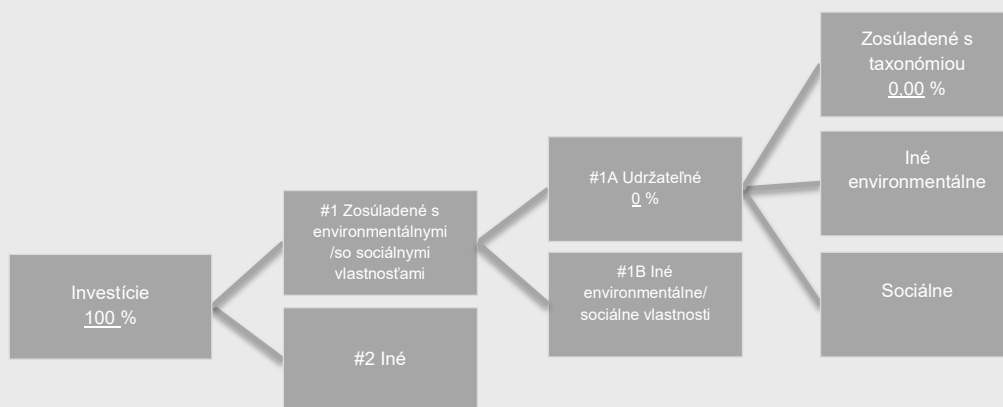 Zosúladené s
taxonómiou
0,00 %
Iné
environmentálne
#1A Udržateľné
0 %
#1 Zosúladené s
environmentálnymi
/so sociálnymi
vlastnosťami
#1B Iné
environmentálne/
sociálne vlastnosti
Sociálne
Investície
100 %
#2 Iné